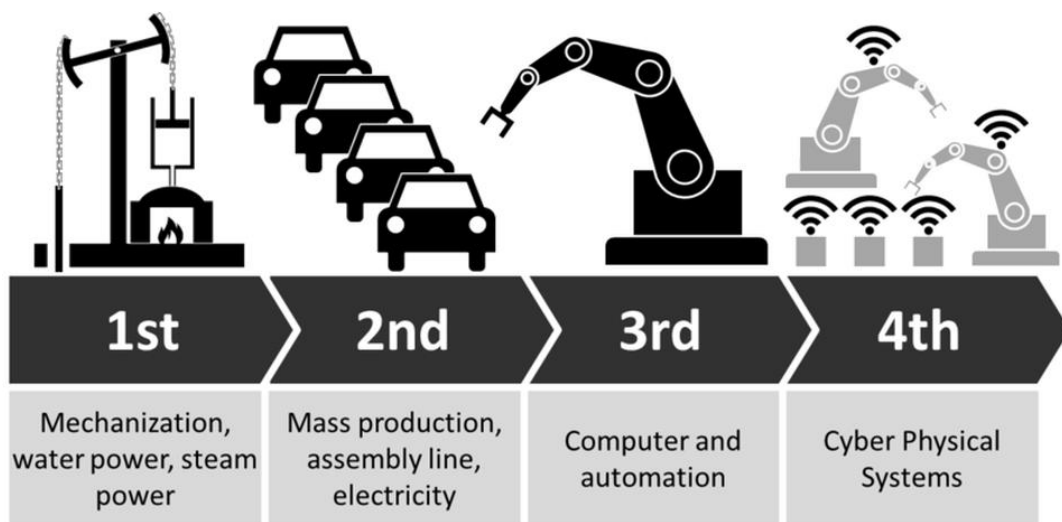 1st
2nd
3rd
4th
Mechanization,
water power, steam
power
Mass production,
assembly line,
electricity
Computer and
automation
Cyber Physical
Systems